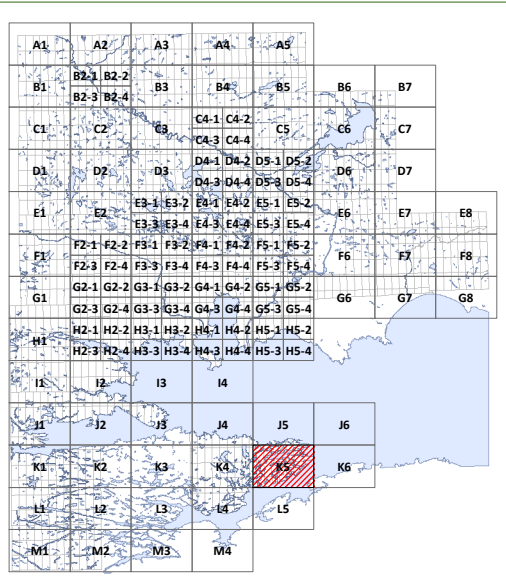 A1 A2 A3 A4 A5
B2-1 B2-2
B1 B3 B4 B5 B6 B7
B2-3 B2-4
C4-1 C4-2
C1 C2 C3 C5 C6 C7
C4-3 C4-4
D4-1 D4-2 D5-1 D5-2
D1 D2 D3 D6 D7
D4-3 D4-4 D5-3 D5-4
E3-1 E3-2 E4-1 E4-2 E5-1 E5-2
E1 E2 E6 E7 E8
E3-3 E3-4 E4-3 E4-4 E5-3 E5-4
F2-1 F2-2 F3-1 F3-2 F4-1 F4-2 F5-1 F5-2
F1 F6 F7 F8
F2-3 F2-4 F3-3 F3-4 F4-3 F4-4 F5-3 F5-4
G2-1 G2-2 G3-1 G3-2 G4-1 G4-2 G5-1 G5-2
G1 G6 G7 G8
G2-3 G2-4 G3-3 G3-4 G4-3 G4-4 G5-3 G5-4
H2-1 H2-2 H3-1 H3-2 H4-1 H4-2 H5-1 H5-2
H1
H2-3 H2-4 H3-3 H3-4 H4-3 H4-4 H5-3 H5-4
I1 I2 I3 I4
J1 J2 J3 J4 J5 J6
K1 K2 K3 K4 K5 K6
L1 L2 L3 L4 L5
M1 M2 M3 M4